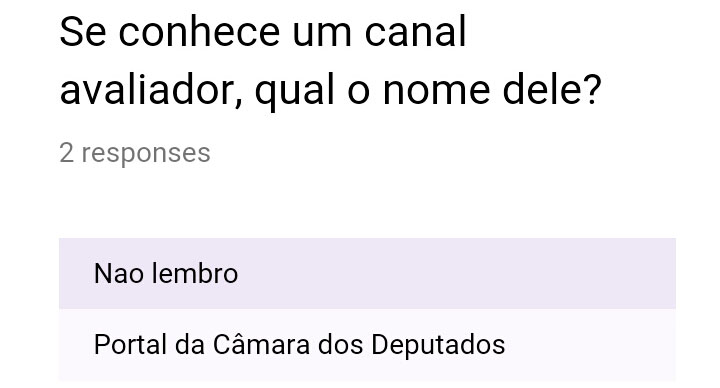 Se conhece um canal
avaliador, qual o nome dele?
2 responses
Nao lembro
Portal da Câmara dos Deputados